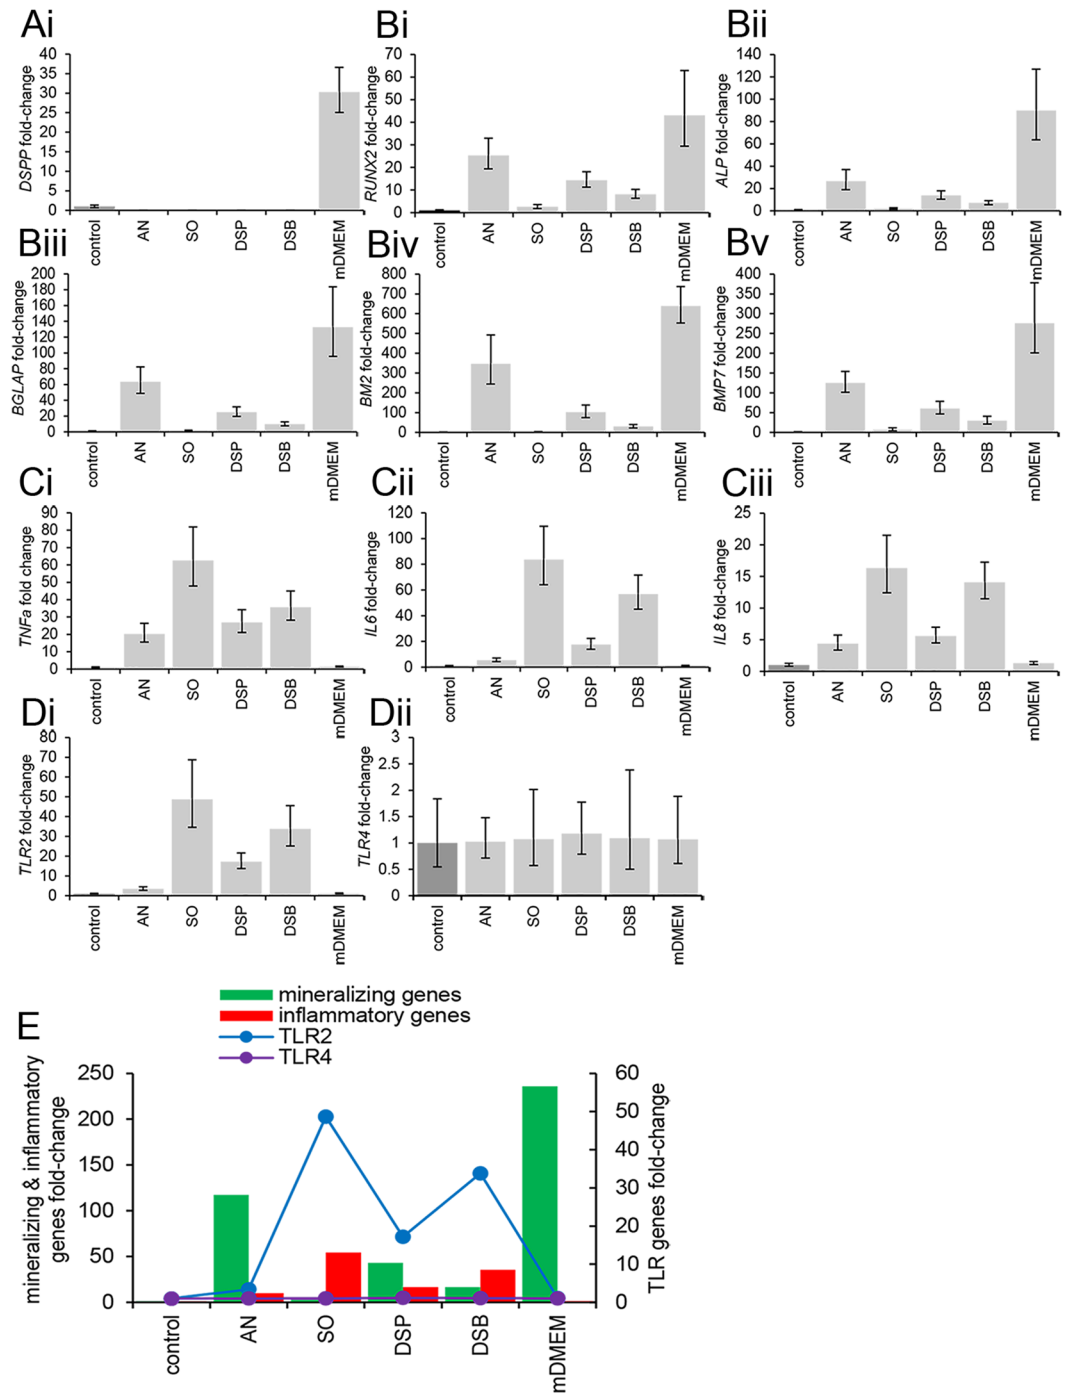 Ai
DSPP fold-change
40
35
30
25
20
15
10
5
0
control
AN
SO
DSP
DSB
mDMEM
Bi
RUNX2 fold-change
70
60
50
40
30
20
10
0
control
AN
SO
DSP
DSB
mDMEM
Bii
ALP fold-change
140
120
100
80
60
40
20
0
control
AN
SO
DSP
DSB
mDMEM
Biii
BGLAP fold-change
200
180
160
140
120
100
80
60
40
20
0
control
AN
SO
DSP
DSB
mDMEM
Biv
BM2 fold-change
800
700
600
500
400
300
200
100
0
control
AN
SO
DSP
DSB
mDMEM
Bv
BMP7 fold-change
400
350
300
250
200
150
100
50
0
control
AN
SO
DSP
DSB
mDMEM
Ci
TNFa fold change
90
80
70
60
50
40
30
20
10
0
control
AN
SO
DSP
DSB
mDMEM
Cii
IL6 fold-change
120
100
80
60
40
20
0
control
AN
SO
DSP
DSB
mDMEM
Ciii
IL8 fold-change
25
20
15
10
5
0
control
AN
SO
DSP
DSB
mDMEM
Di
TLR2 fold-change
80
70
60
50
40
30
20
10
0
control
AN
SO
DSP
DSB
mDMEM
Dii
TLR4 fold-change
3
2.5
2
1.5
1
0.5
0
control
AN
SO
DSP
DSB
mDMEM
E
mineralizing genes
inflammatory genes
TLR2
TLR4
mineralizing & inflammatory
genes fold-change
250
200
150
100
50
0
60
50
40
30
20
10
0
TLR genes fold-change
control
AN
SO
DSP
DSB
mDMEM